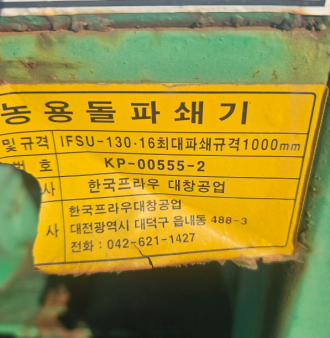 농용돌파쇄기
및규격 IFSU-130·16최대파쇄규격1000mm
번호 KP-00555-2
사 한국프라우 대창공업
한국프라우대창공업
사 대전광역시 대덕구 읍내동 488-3
전화 : 042-621-1427